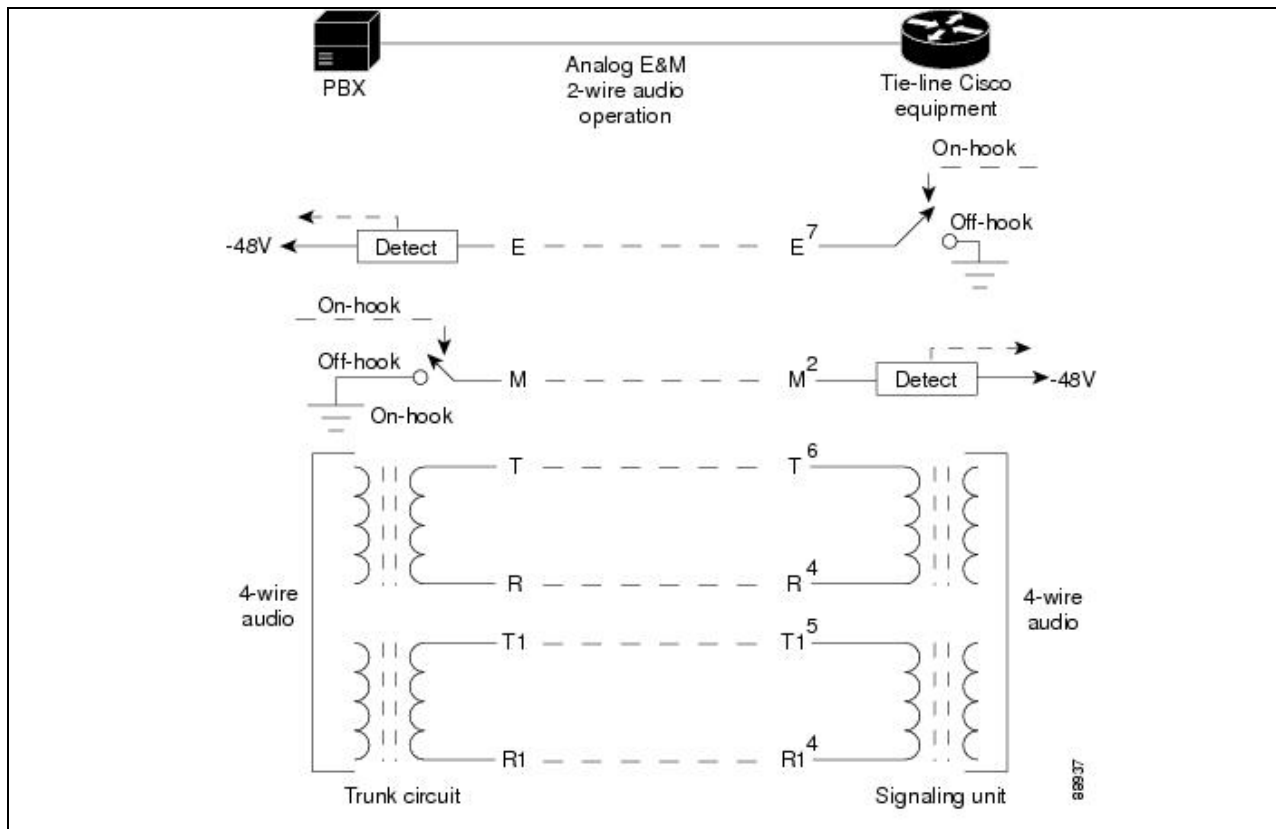 PBX
Analog E&M
2-wire audio
operation
Tie-line Cisco
equipment
On-hook
Off-hook
-48V
Detect
E
E7
On-hook
Off-hook
On-hook
M
M2
Detect
-48V
T
T6
R
R4
4-wire
audio
4-wire
audio
T1
T15
R1
R14
Trunk circuit
Signaling unit
88937